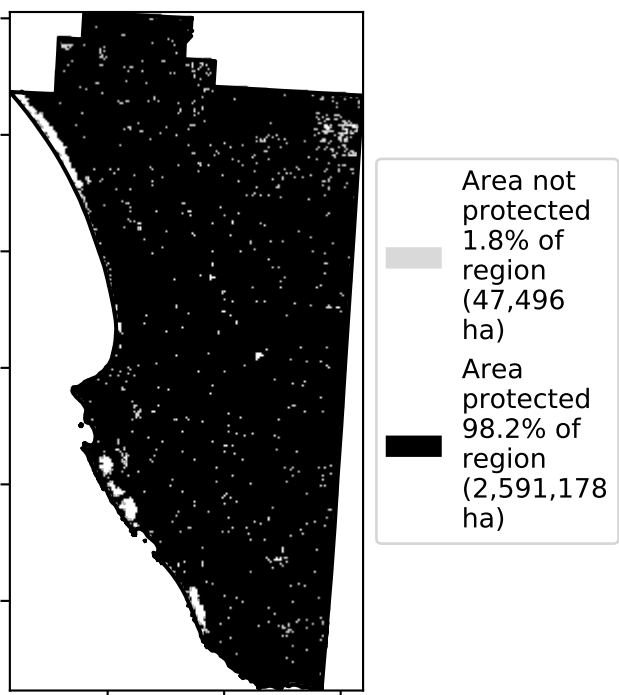 Area not
protected
1.8% of
region
(47,496
ha)
Area
protected
98.2% of
region
(2,591,178
ha)